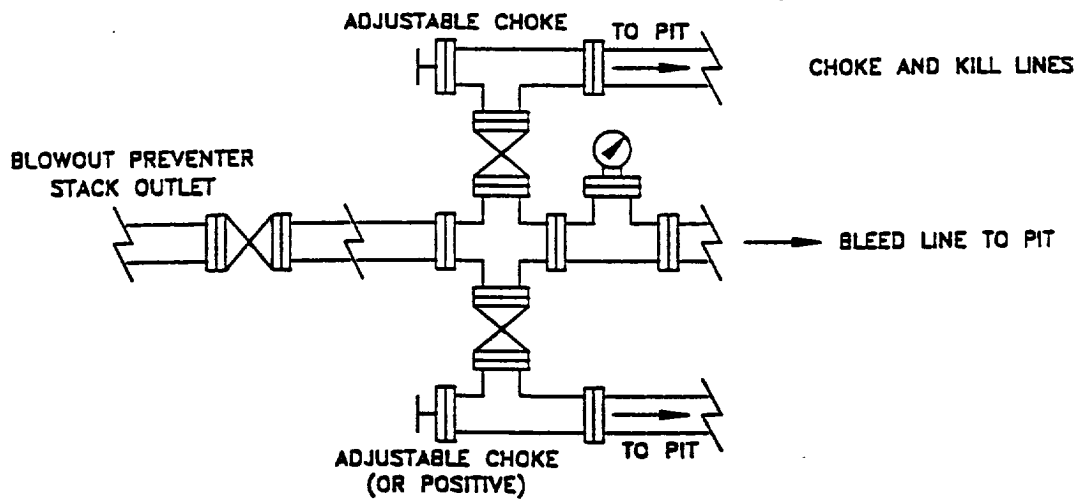 ADJUSTABLE CHOKE
TO PIT
CHOKE AND KILL LINES
BLOWOUT PREVENTER
STACK OUTLET
BLEED LINE TO PIT
TO PIT
ADJUSTABLE CHOKE
(OR POSITIVE)